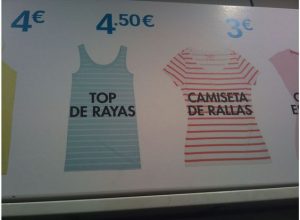 4€ 4.50€ 3€
TOP
DE RAYAS
CAMISETA
DE RALLAS